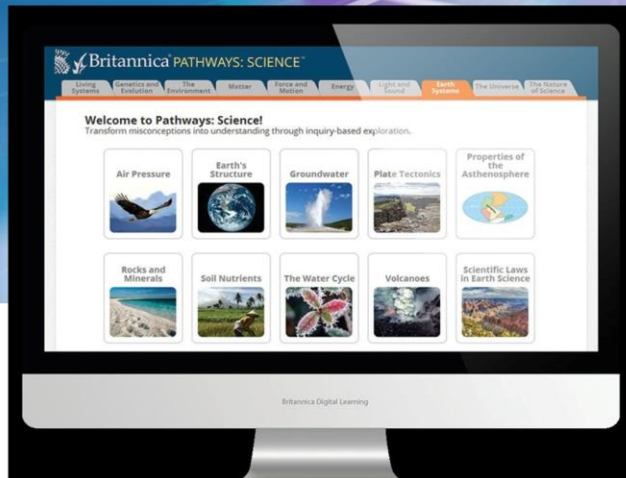 Britannica® PATHWAYS: SCIENCE™
Living Systems
Genetics and Evolution
The Environment
Matter
Force and Motion
Energy
Light and Sound
Earth Systems
The Universe
The Nature of Science
Welcome to Pathways: Science!
Transform misconceptions into understanding through inquiry-based exploration.
Air Pressure
Earth's
Structure
Groundwater
Plate Tectonics
Properties of
the
Asthenosphere
Rocks and
Minerals
Soil Nutrients
The Water Cycle
Volcanoes
Scientific Laws
in Earth Science
Britannica Digital Learning